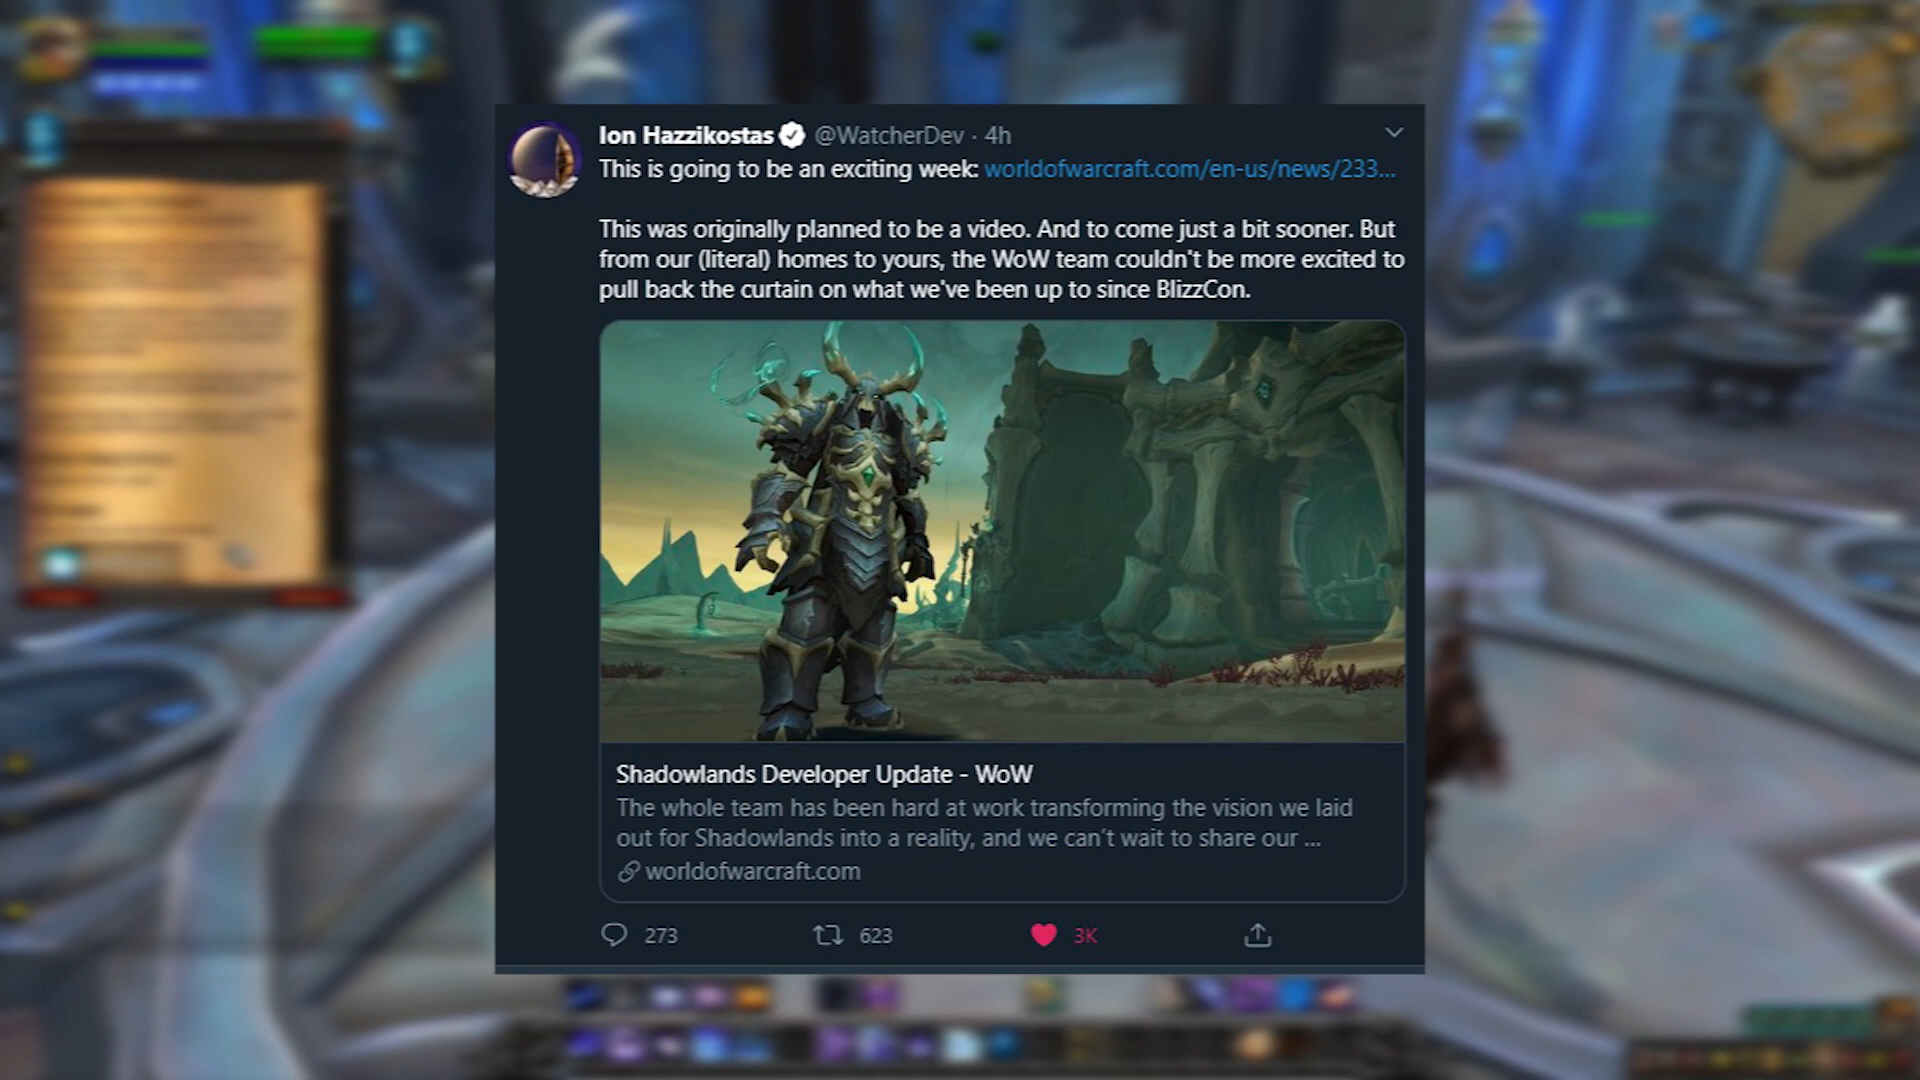 Ion Hazzikostas @WatcherDev · 4h
This is going to be an exciting week: worldofwarcraft.com/en-us/news/233...
This was originally planned to be a video. And to come just a bit sooner. But
from our (literal) homes to yours, the WoW team couldn't be more excited to
pull back the curtain on what we've been up to since BlizzCon.
Shadowlands Developer Update - WoW
The whole team has been hard at work transforming the vision we laid
out for Shadowlands into a reality, and we can't wait to share our ...
worldofwarcraft.com
273 623 3K